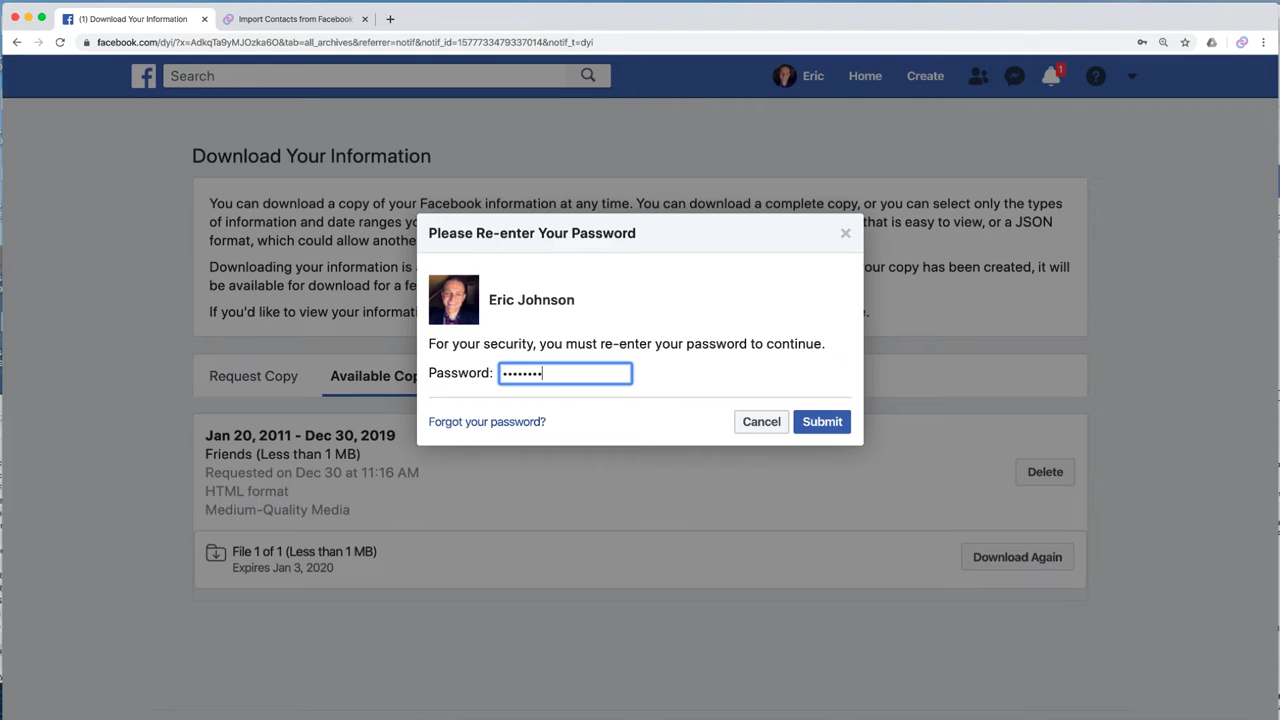 (1) Download Your Information
Import Contacts from Facebook
facebook.com/dyi/?x=AdkqTa9yMJOzka6O&tab=all_archives&referrer=notif&notif_id=1577733479337014&notif_t=dyi
Search
Eric
Home
Create
1
Download Your Information
You can download a copy of your Facebook information at any time. You can download a complete copy, or you can select only the types
of information and date ranges you
that is easy to view, or a JSON
format, which could allow anothe
Downloading your information is a
our copy has been created, it will
be available for download for a fe
If you'd like to view your informati
Please Re-enter Your Password
Eric Johnson
For your security, you must re-enter your password to continue.
Password: ••••••••
Forgot your password?
Cancel
Submit
Request Copy
Available Cop
Jan 20, 2011 - Dec 30, 2019
Friends (Less than 1 MB)
Requested on Dec 30 at 11:16 AM
HTML format
Medium-Quality Media
Delete
File 1 of 1 (Less than 1 MB)
Expires Jan 3, 2020
Download Again